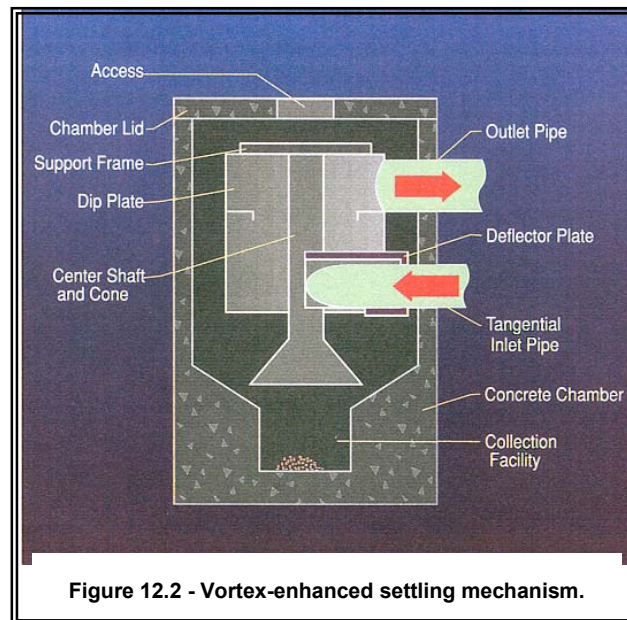 Access
Chamber Lid
Support Frame
Dip Plate
Center Shaft
and Cone
Outlet Pipe
Deflector Plate
Tangential
Inlet Pipe
Concrete Chamber
Collection
Facility
Figure 12.2 - Vortex-enhanced settling mechanism.